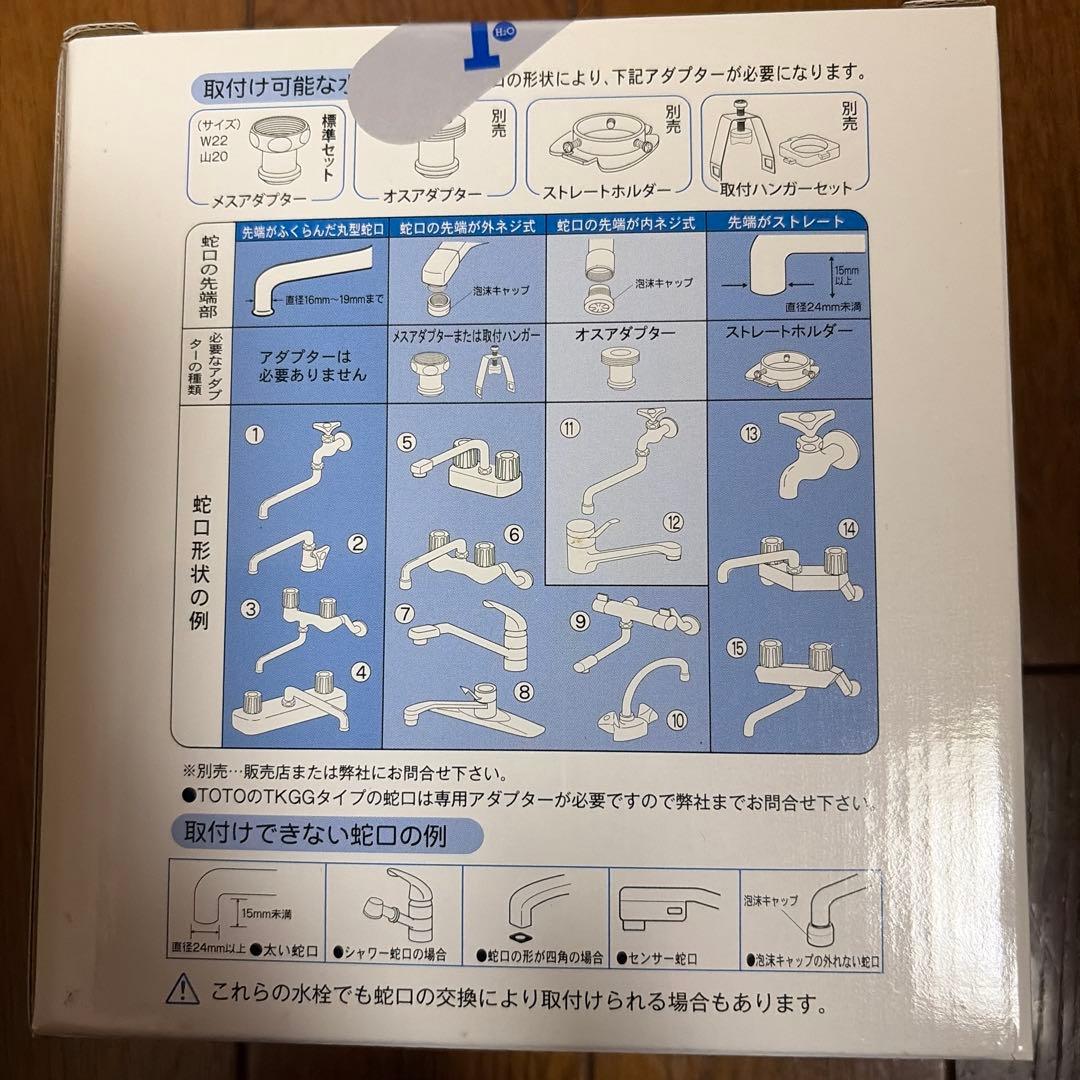 H₂O
取付け可能な水
口の形状により、下記アダプターが必要になります。
(サイズ)
W22
山20
標準セット
メスアダプター
別売
オスアダプター
別売
ストレートホルダー
別売
取付ハンガーセット
蛇口の先端部
先端がふくらんだ丸型蛇口
直径16mm～19mmまで
蛇口の先端が外ネジ式
泡沫キャップ
蛇口の先端が内ネジ式
泡沫キャップ
先端がストレート
15mm
以上
直径24mm未満
必要なアダプ
ターの種類
アダプターは
必要ありません
メスアダプターまたは取付ハンガー
オスアダプター
ストレートホルダー
蛇口形状の例
①
②
③
④
⑤
⑥
⑦
⑧
⑪
⑫
⑨
⑩
⑬
⑭
⑮
※別売…販売店または弊社にお問合せ下さい。
●TOTOのTKGGタイプの蛇口は専用アダプターが必要ですので弊社までお問合せ下さい。
取付けできない蛇口の例
15mm未満
直径24mm以上
●太い蛇口
●シャワー蛇口の場合
●蛇口の形が四角の場合
●センサー蛇口
泡沫キャップ
●泡沫キャップの外れない蛇口
これらの水栓でも蛇口の交換により取付けられる場合もあります。